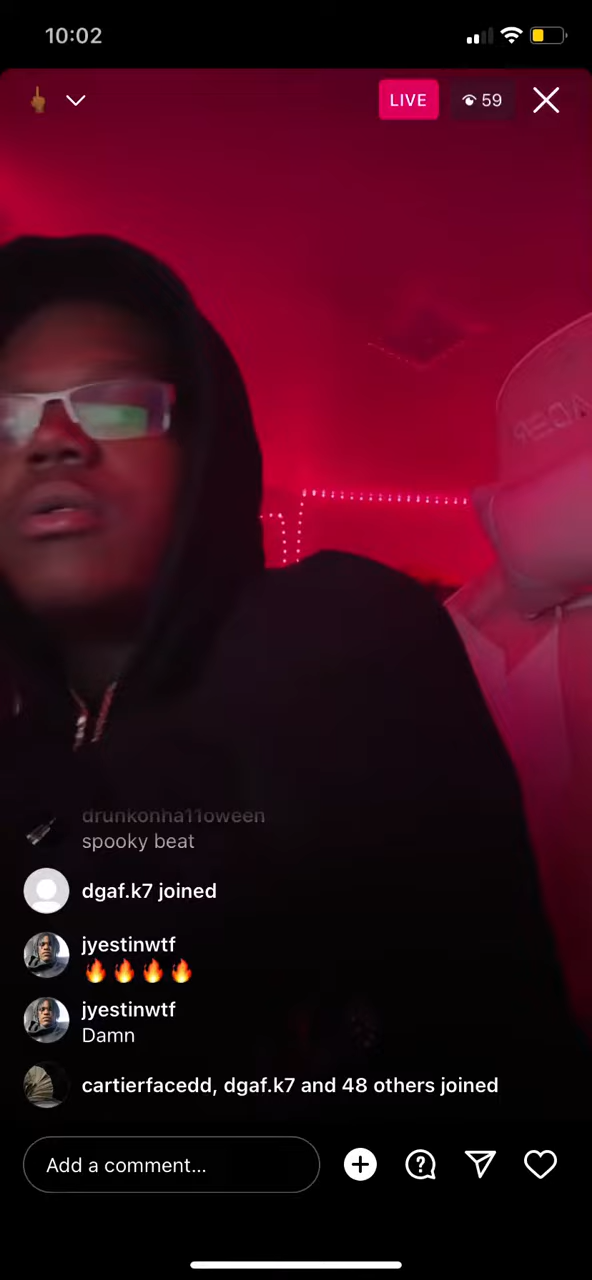 10:02
LIVE
59
drunkonha11oween
spooky beat
dgaf.k7 joined
jyestinwtf
🔥🔥🔥🔥
jyestinwtf
Damn
cartierfacedd, dgaf.k7 and 48 others joined
Add a comment...